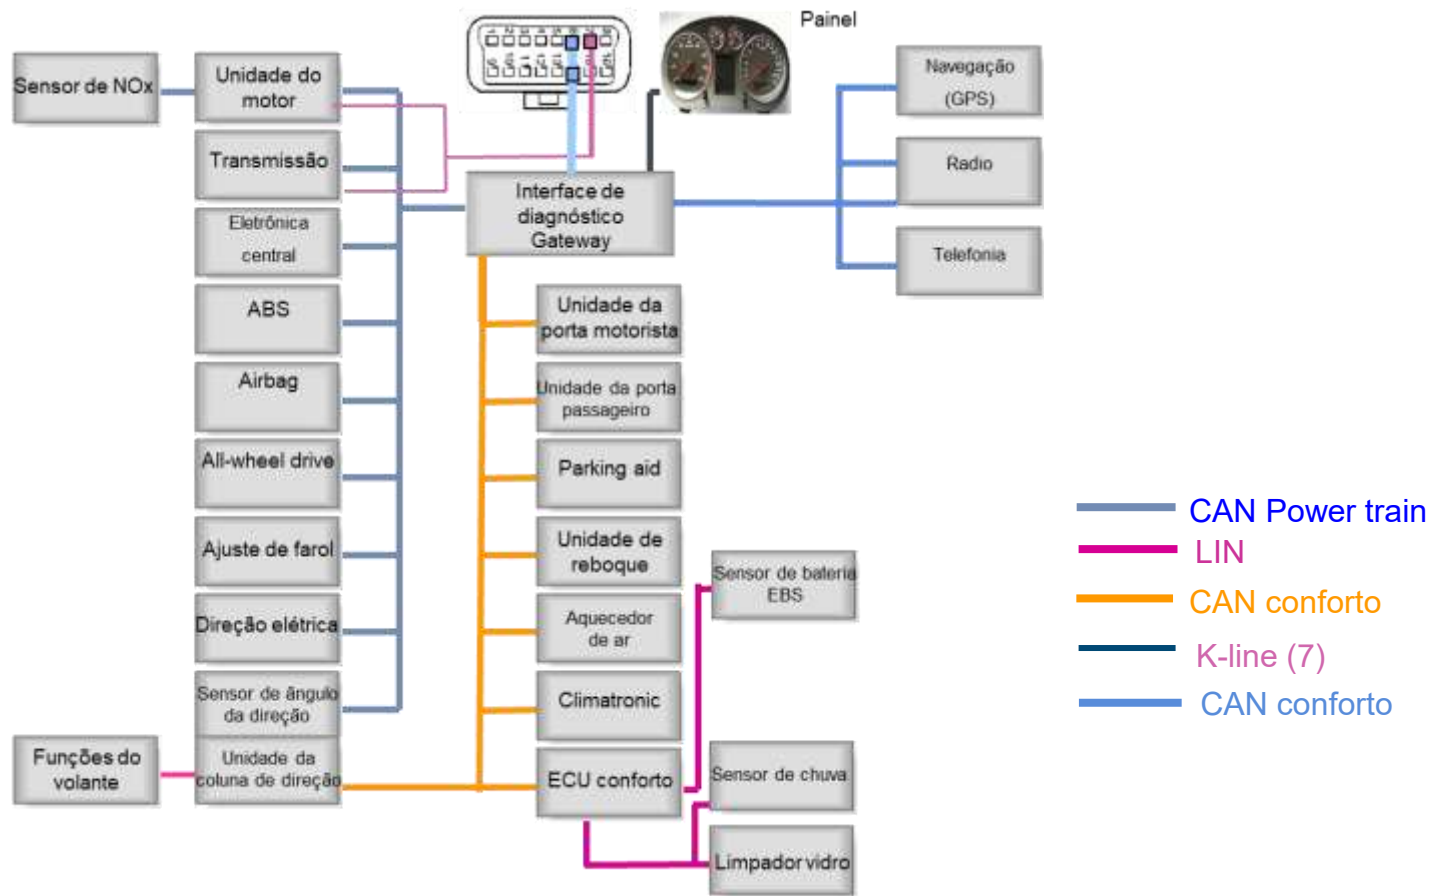 Painel
Sensor de NOx
Unidade do
motor
Transmissão
Eletrônica
central
ABS
Airbag
All-wheel drive
Ajuste de farol
Direção elétrica
Sensor de ângulo
da direção
Funções do
volante
Unidade da
coluna de direção
Interface de
diagnóstico
Gateway
Unidade da
porta motorista
Unidade da porta
passageiro
Parking aid
Unidade de
reboque
Aquecedor
de ar
Climatronic
ECU conforto
Sensor de bateria
EBS
Sensor de chuva
Limpador vidro
Navegação
(GPS)
Radio
Telefonia
CAN Power train
LIN
CAN conforto
K-line (7)
CAN conforto